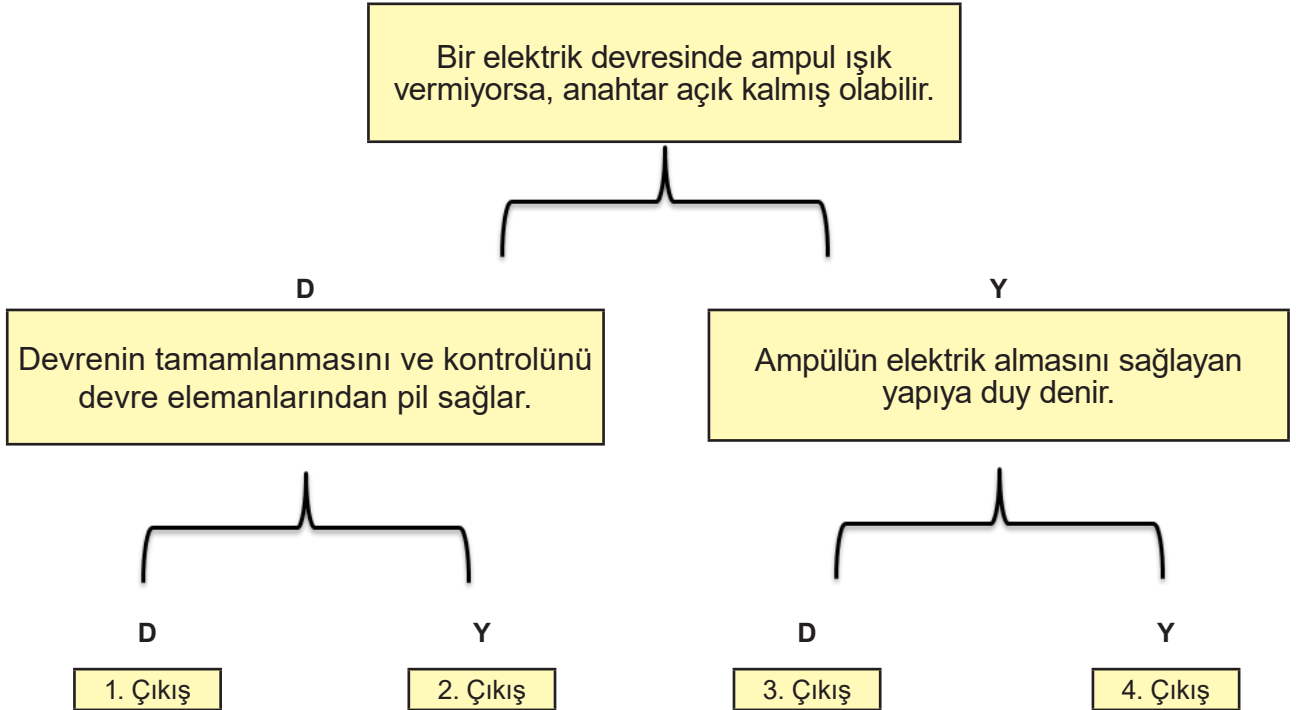 Bir elektrik devresinde ampul ışık
vermiyorsa, anahtar açık kalmış olabilir.
D
Y
Devrenin tamamlanmasını ve kontrolünü
devre elemanlarından pil sağlar.
Ampülün elektrik almasını sağlayan
yapıya duy denir.
D
Y
D
Y
1. Çıkış
2. Çıkış
3. Çıkış
4. Çıkış